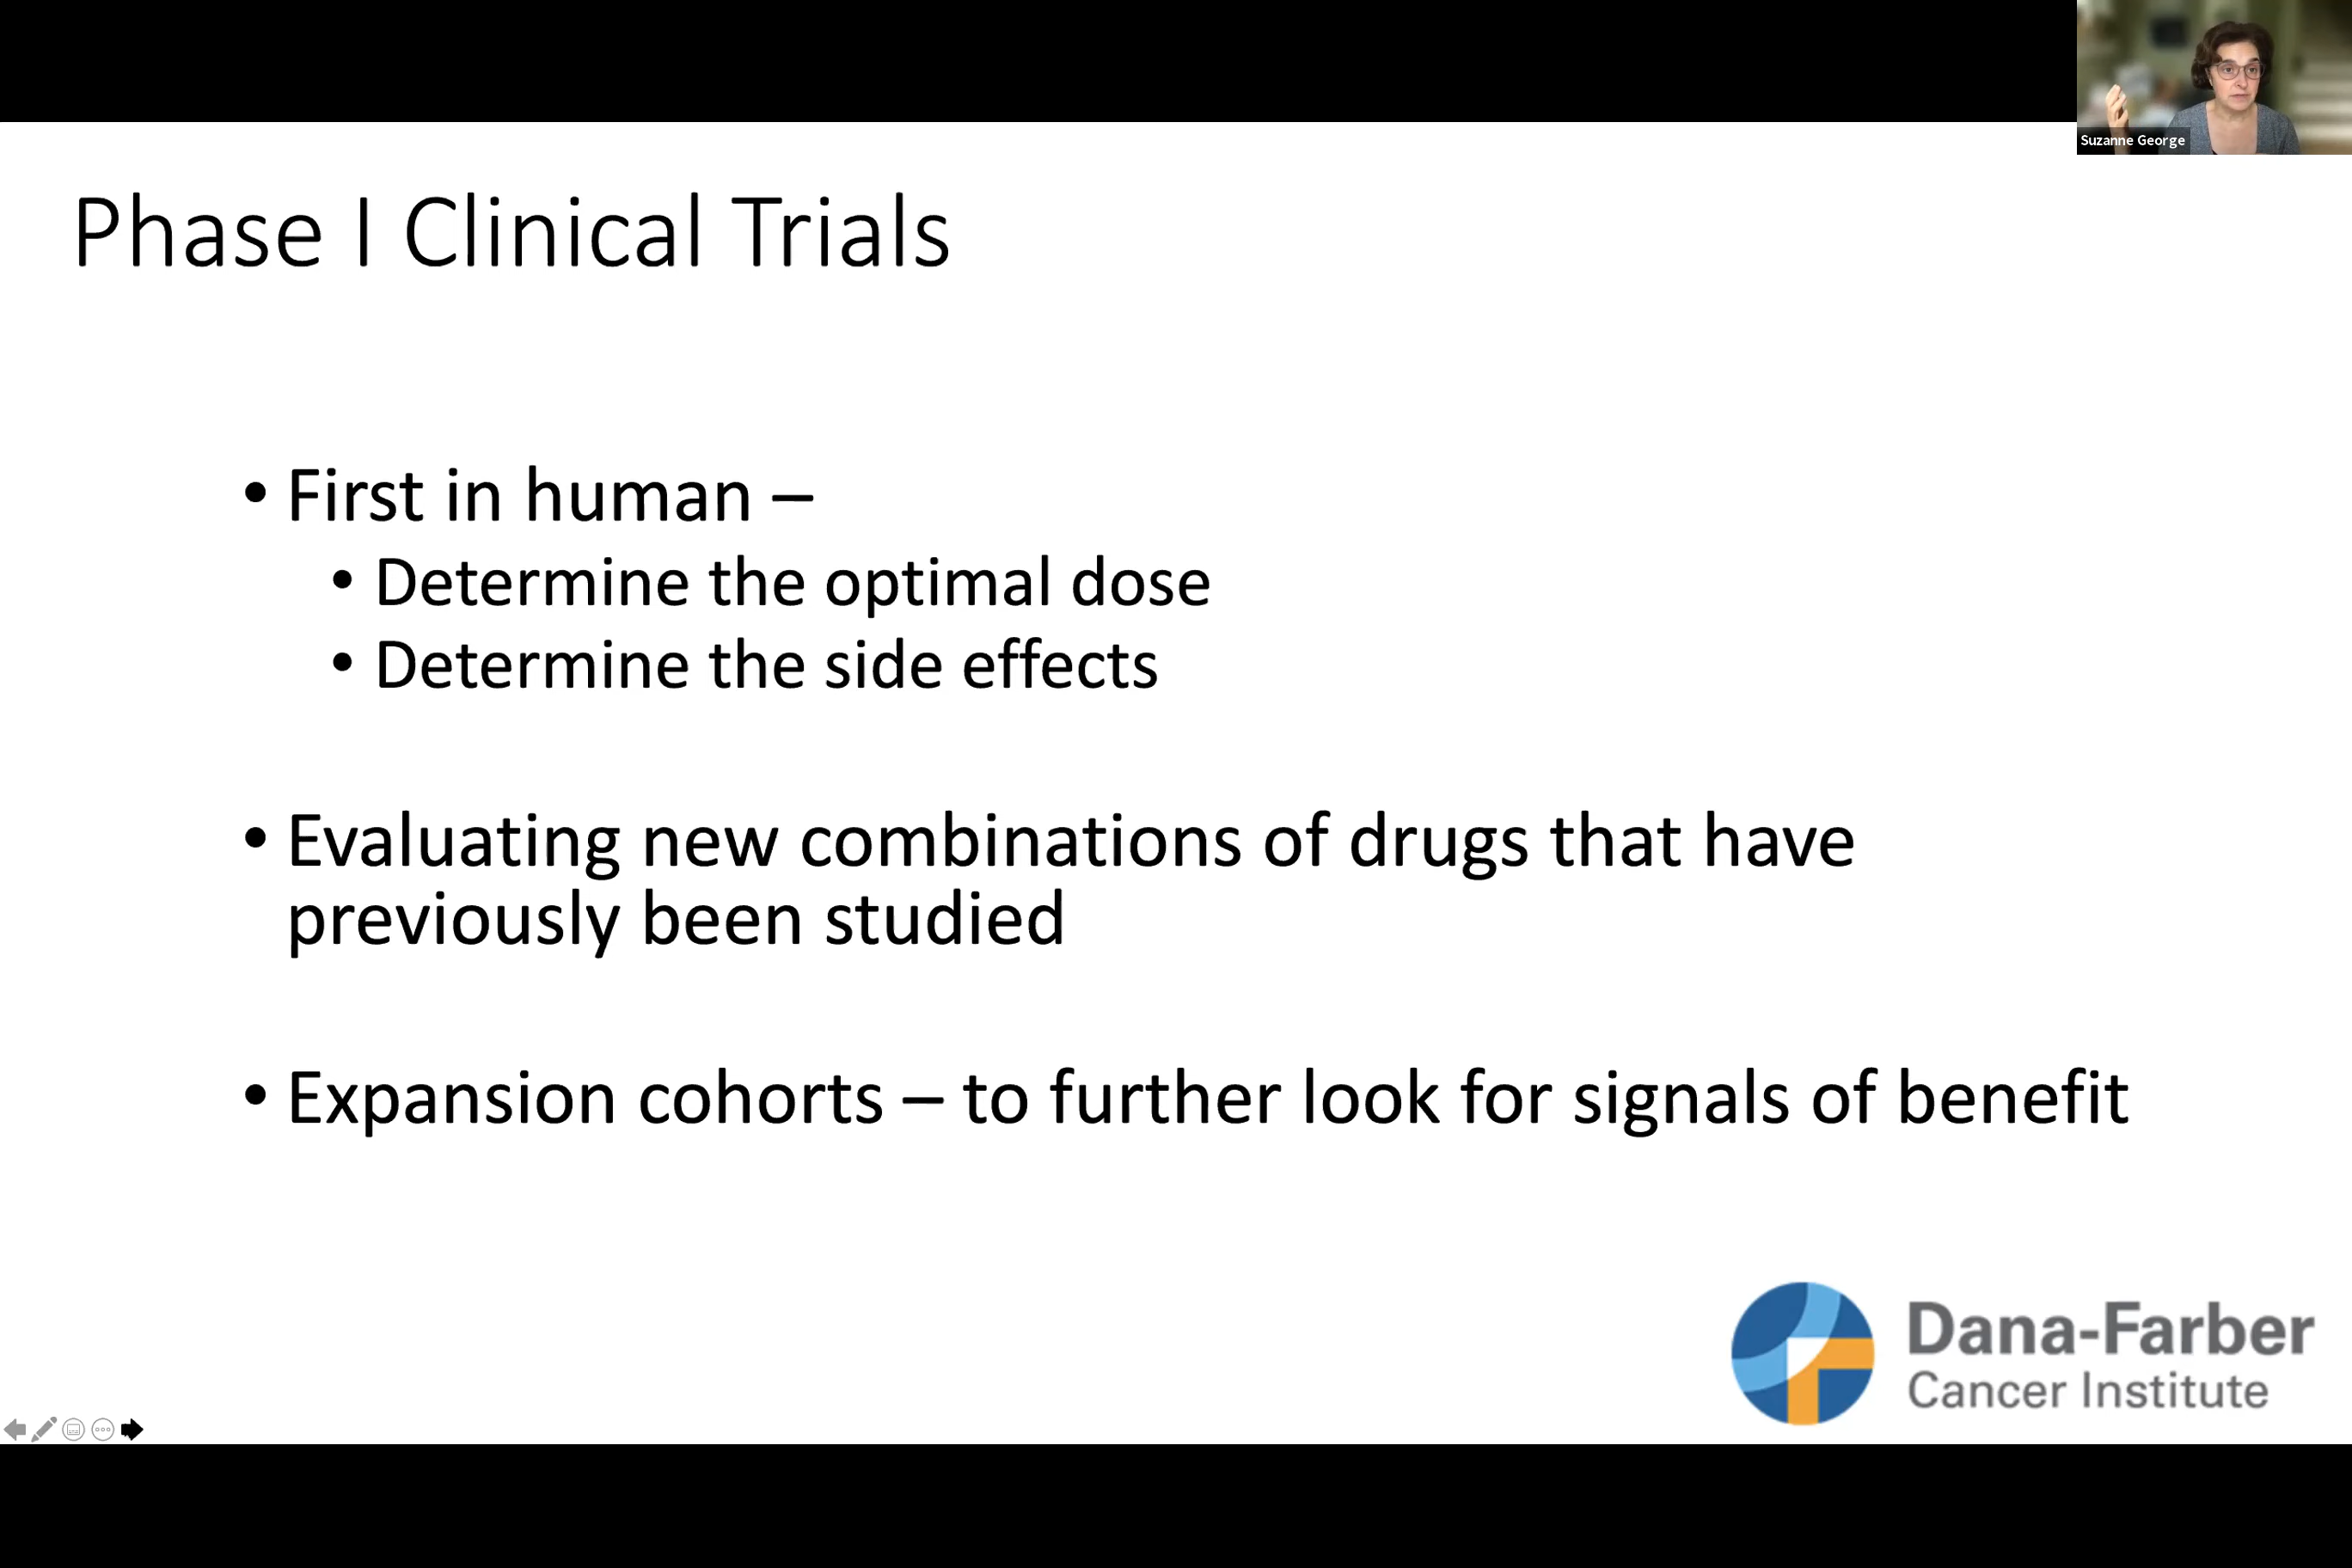 Suzanne George
Phase I Clinical Trials
• First in human –
• Determine the optimal dose
• Determine the side effects
• Evaluating new combinations of drugs that have
previously been studied
• Expansion cohorts – to further look for signals of benefit
Dana-Farber
Cancer Institute